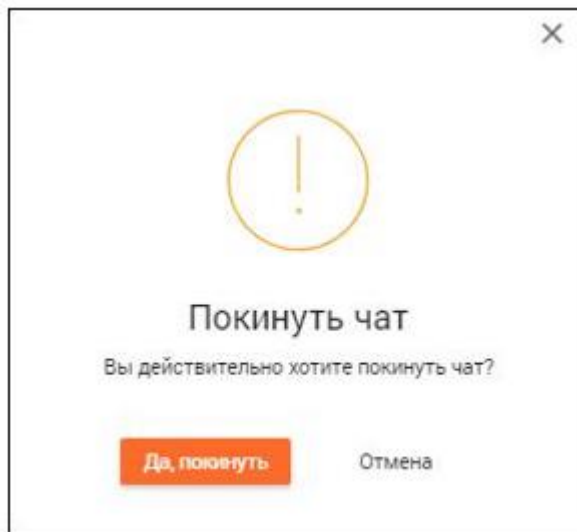 Покинуть чат
Вы действительно хотите покинуть чат?
Да, покинуть
Отмена